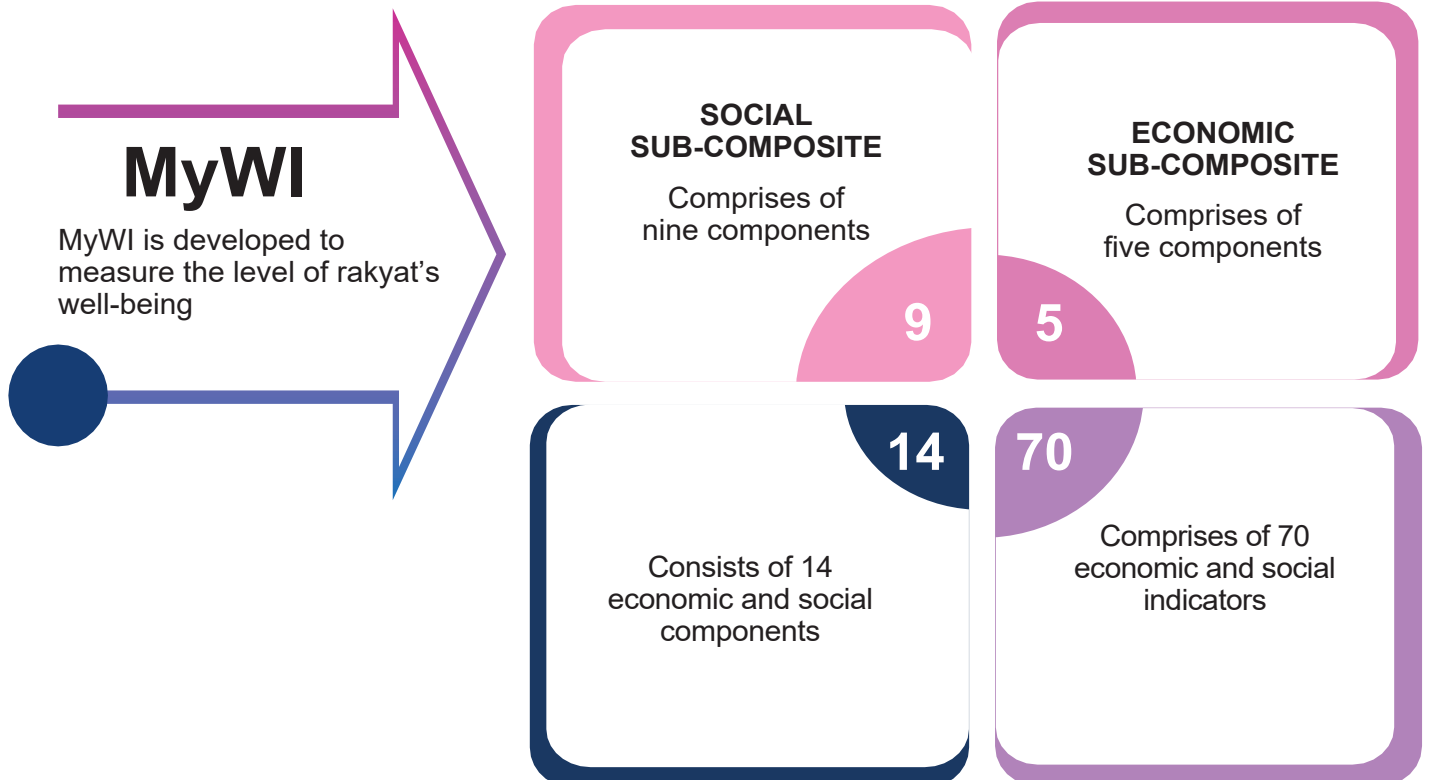 MyWI
MyWI is developed to
measure the level of rakyat’s
well-being
SOCIAL
SUB-COMPOSITE
Comprises of
nine components
9
ECONOMIC
SUB-COMPOSITE
Comprises of
five components
5
14
Consists of 14
economic and social
components
70
Comprises of 70
economic and social
indicators